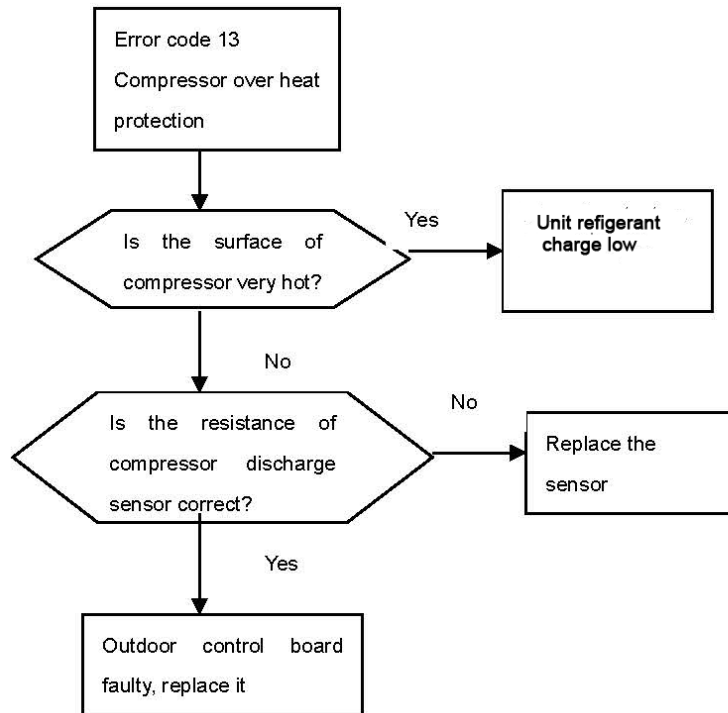 Error code 13
Compressor over heat
protection
Is the surface of
compressor very hot?
Yes
Unit refigerant
charge low
No
Is the resistance of
compressor discharge
sensor correct?
No
Replace the
sensor
Yes
Outdoor control board
faulty, replace it